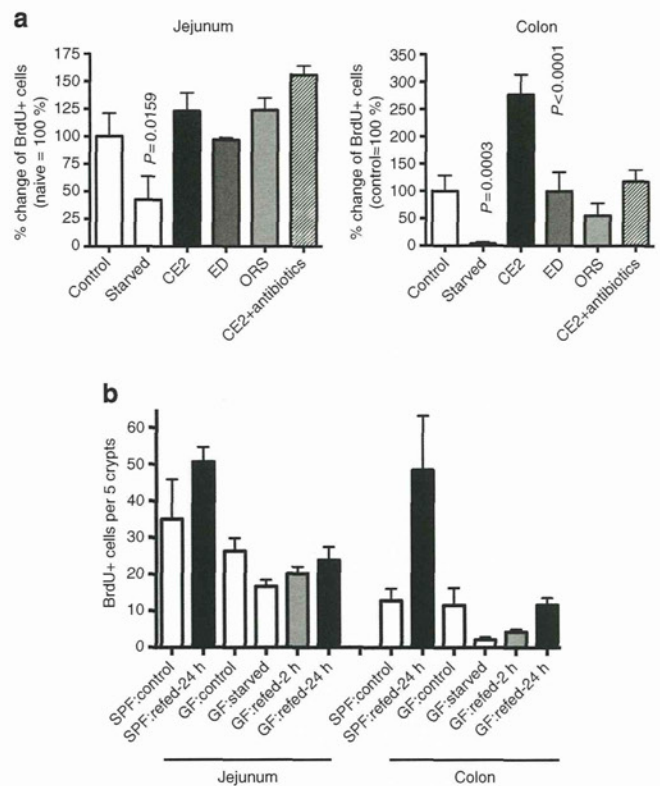 a
Jejunum
% change of BrdU+ cells
(naive = 100 %)
175
150
125
100
75
50
25
0
P=0.0159
Control
Starved
CE2
ED
ORS
CE2+antibiotics
Colon
% change of BrdU+ cells
(control=100 %)
350
300
250
200
150
100
50
0
P=0.0003
P<0.0001
Control
Starved
CE2
ED
ORS
CE2+antibiotics
b
BrdU+ cells per 5 crypts
60
50
40
30
20
10
0
SPF:control
SPF:refed-24 h
GF:control
GF:starved
GF:refed-2 h
GF:refed-24 h
SPF:control
SPF:refed-24 h
GF:control
GF:starved
GF:refed-2 h
GF:refed-24 h
Jejunum
Colon